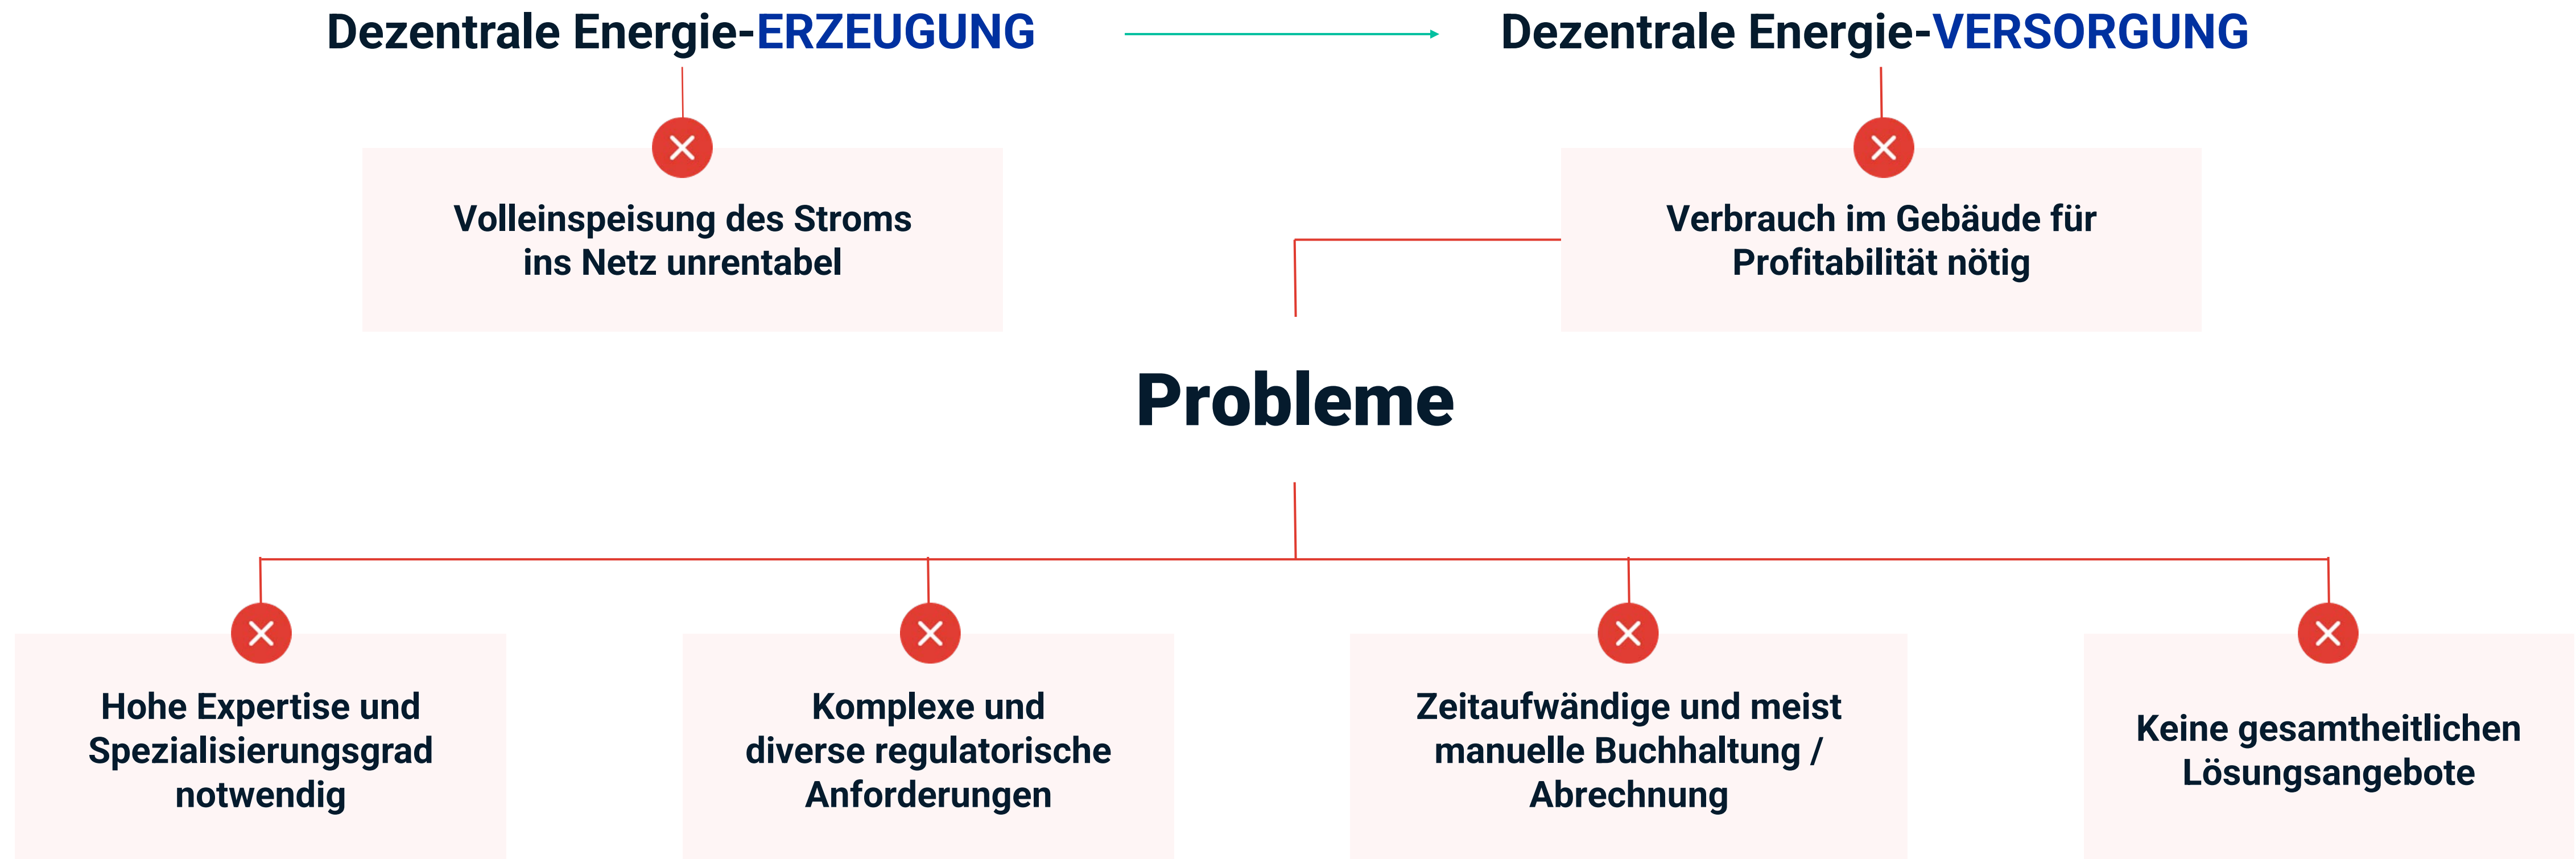 Dezentrale Energie-ERZEUGUNG
Dezentrale Energie-VERSORGUNG
Volleinspeisung des Stroms
ins Netz unrentabel
Verbrauch im Gebäude für
Profitabilität nötig
Probleme
Hohe Expertise und
Spezialisierungsgrad
notwendig
Komplexe und
diverse regulatorische
Anforderungen
Zeitaufwändige und meist
manuelle Buchhaltung /
Abrechnung
Keine gesamtheitlichen
Lösungsangebote